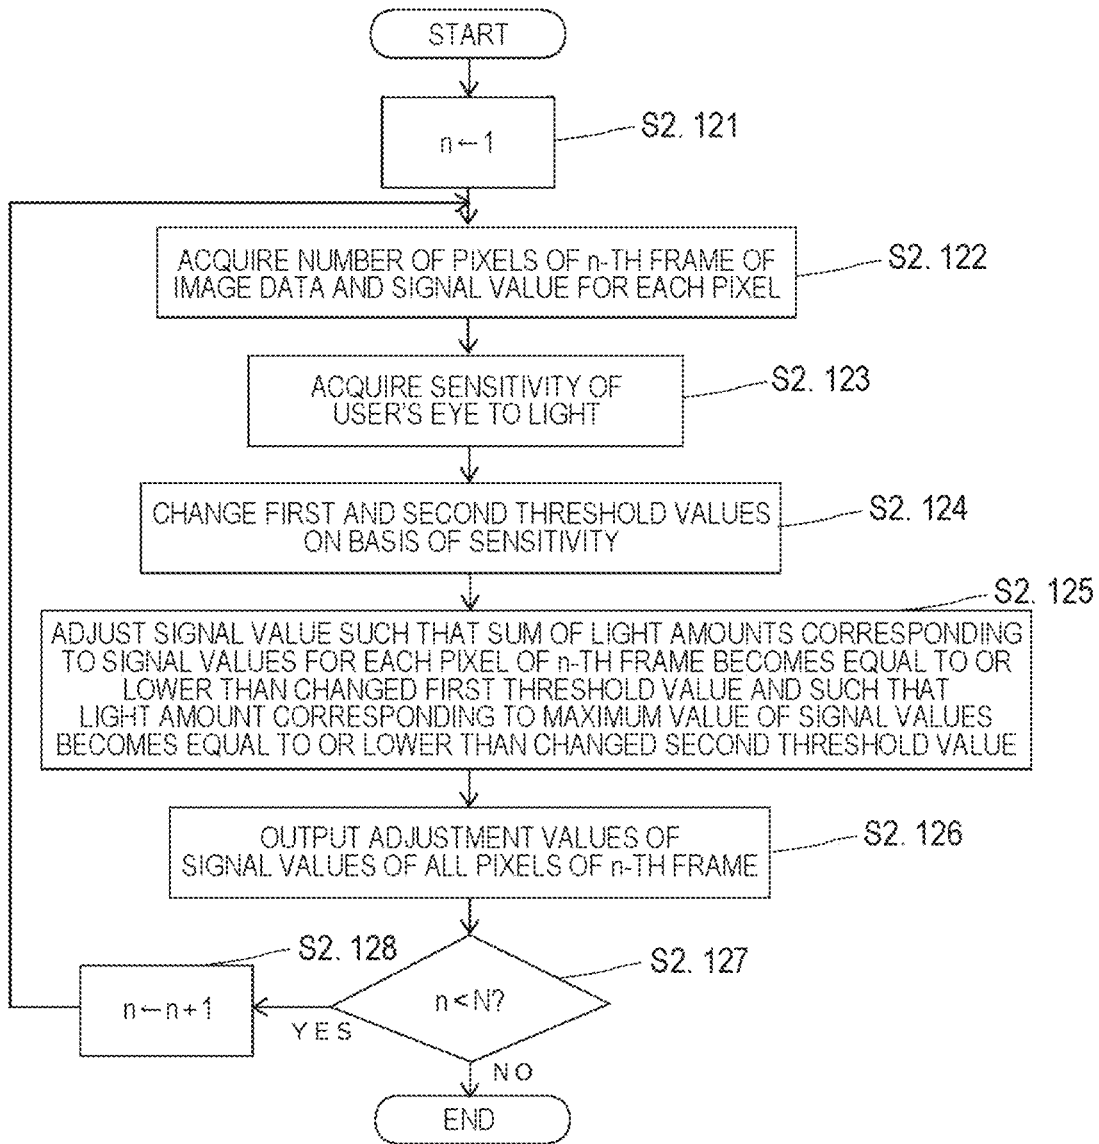 START
n←1
S2. 121
ACQUIRE NUMBER OF PIXELS OF n-TH FRAME OF
IMAGE DATA AND SIGNAL VALUE FOR EACH PIXEL
S2. 122
ACQUIRE SENSITIVITY OF
USER'S EYE TO LIGHT
S2. 123
CHANGE FIRST AND SECOND THRESHOLD VALUES
ON BASIS OF SENSITIVITY
S2. 124
S2. 125
ADJUST SIGNAL VALUE SUCH THAT SUM OF LIGHT AMOUNTS CORRESPONDING
TO SIGNAL VALUES FOR EACH PIXEL OF n-TH FRAME BECOMES EQUAL TO OR
LOWER THAN CHANGED FIRST THRESHOLD VALUE AND SUCH THAT
LIGHT AMOUNT CORRESPONDING TO MAXIMUM VALUE OF SIGNAL VALUES
BECOMES EQUAL TO OR LOWER THAN CHANGED SECOND THRESHOLD VALUE
OUTPUT ADJUSTMENT VALUES OF
SIGNAL VALUES OF ALL PIXELS OF n-TH FRAME
S2. 126
n<N?
S2. 127
YES
S2. 128
n←n+1
NO
END